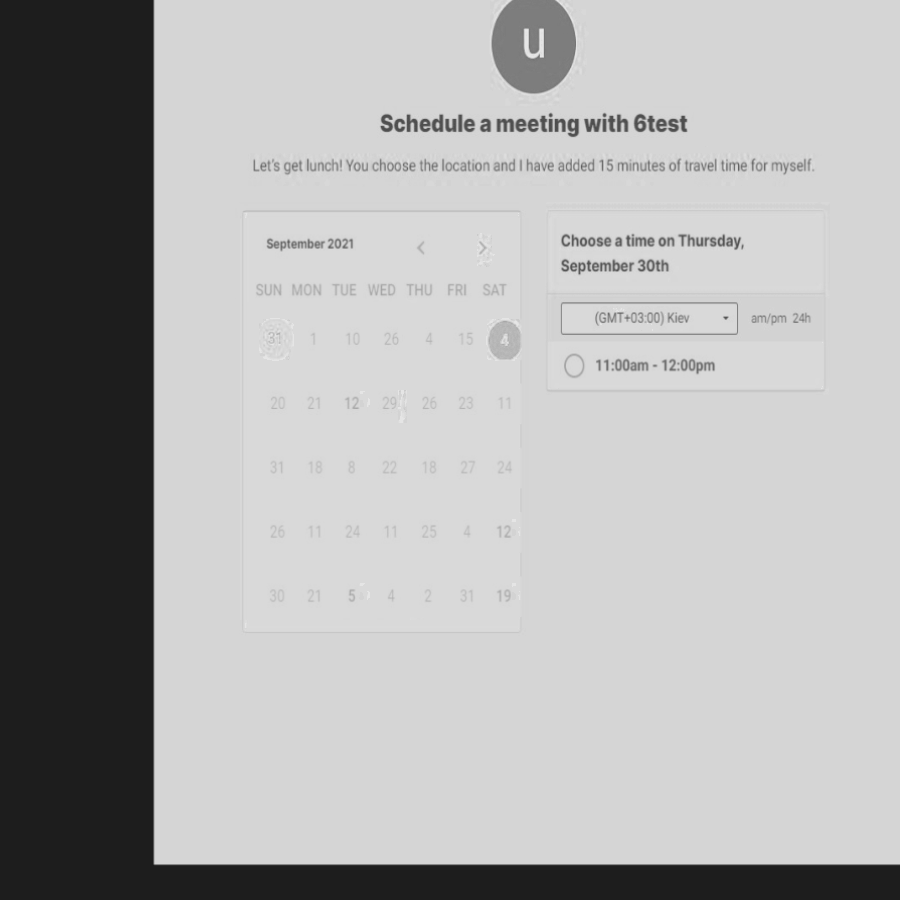 u
Schedule a meeting with 6test
Let's get lunch! You choose the location and I have added 15 minutes of travel time for myself.
September 2021
SUN MON TUE WED THU FRI SAT
31 1 10 26 4 15 4
20 21 12 29 26 23 11
31 18 8 22 18 27 24
26 11 24 11 25 4 12
30 21 5 4 2 31 19
Choose a time on Thursday,
September 30th
(GMT+03:00) Kiev am/pm 24h
11:00am - 12:00pm